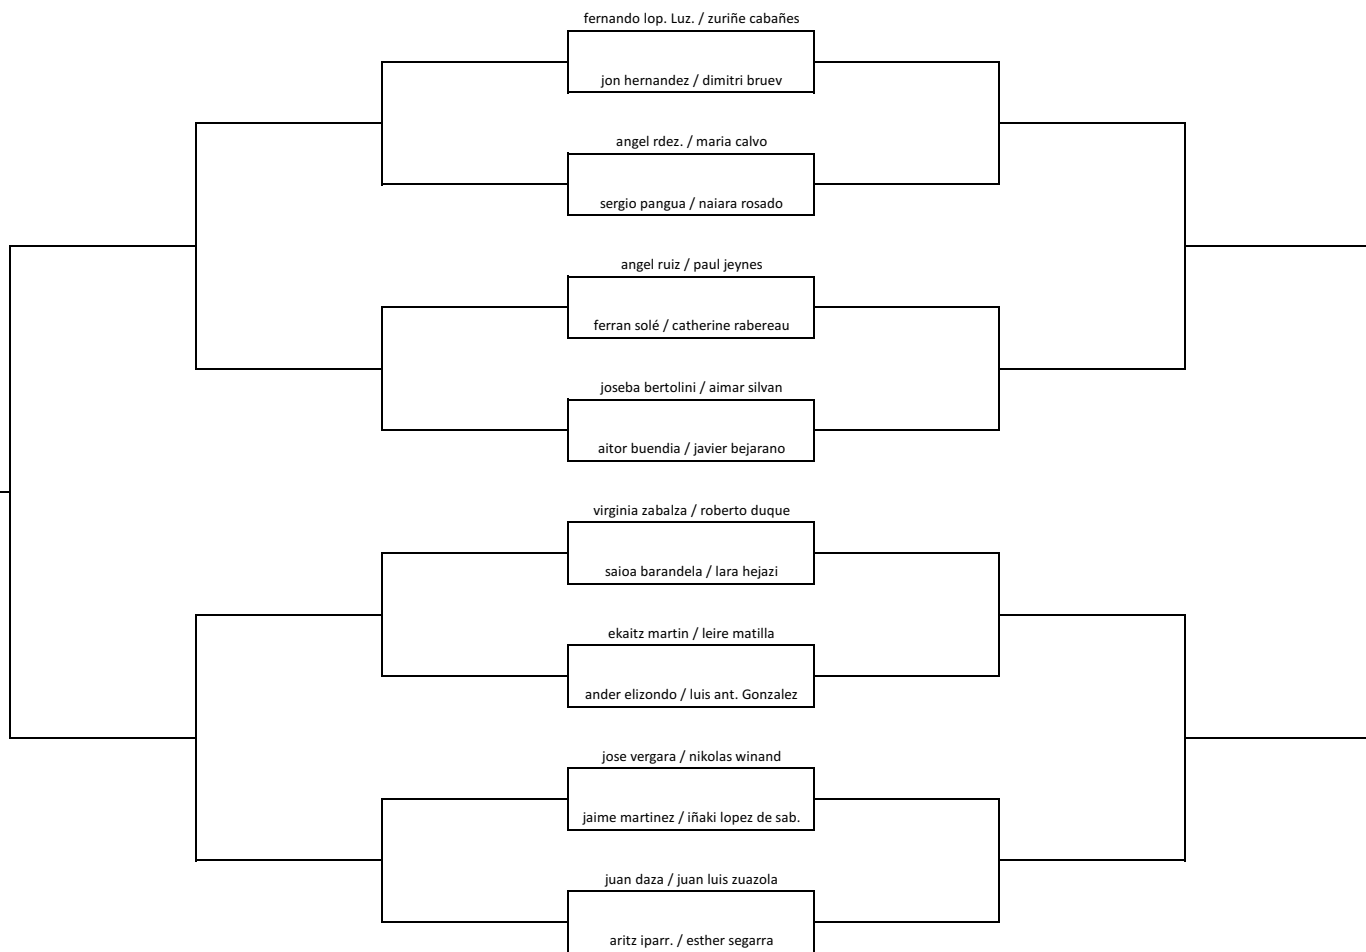 fernando lop. Luz. / zuriñe cabañes
jon hernandez / dimitri bruev
angel rdez. / maria calvo
sergio pangua / naiara rosado
angel ruiz / paul jeynes
ferran solé / catherine rabereau
joseba bertolini / aimar silvan
aitor buendia / javier bejarano
virginia zabalza / roberto duque
saioa barandela / lara hejazi
ekaitz martin / leire matilla
ander elizondo / luis ant. Gonzalez
jose vergara / nikolas winand
jaime martinez / iñaki lopez de sab.
juan daza / juan luis zuazola
aritz iparr. / esther segarra